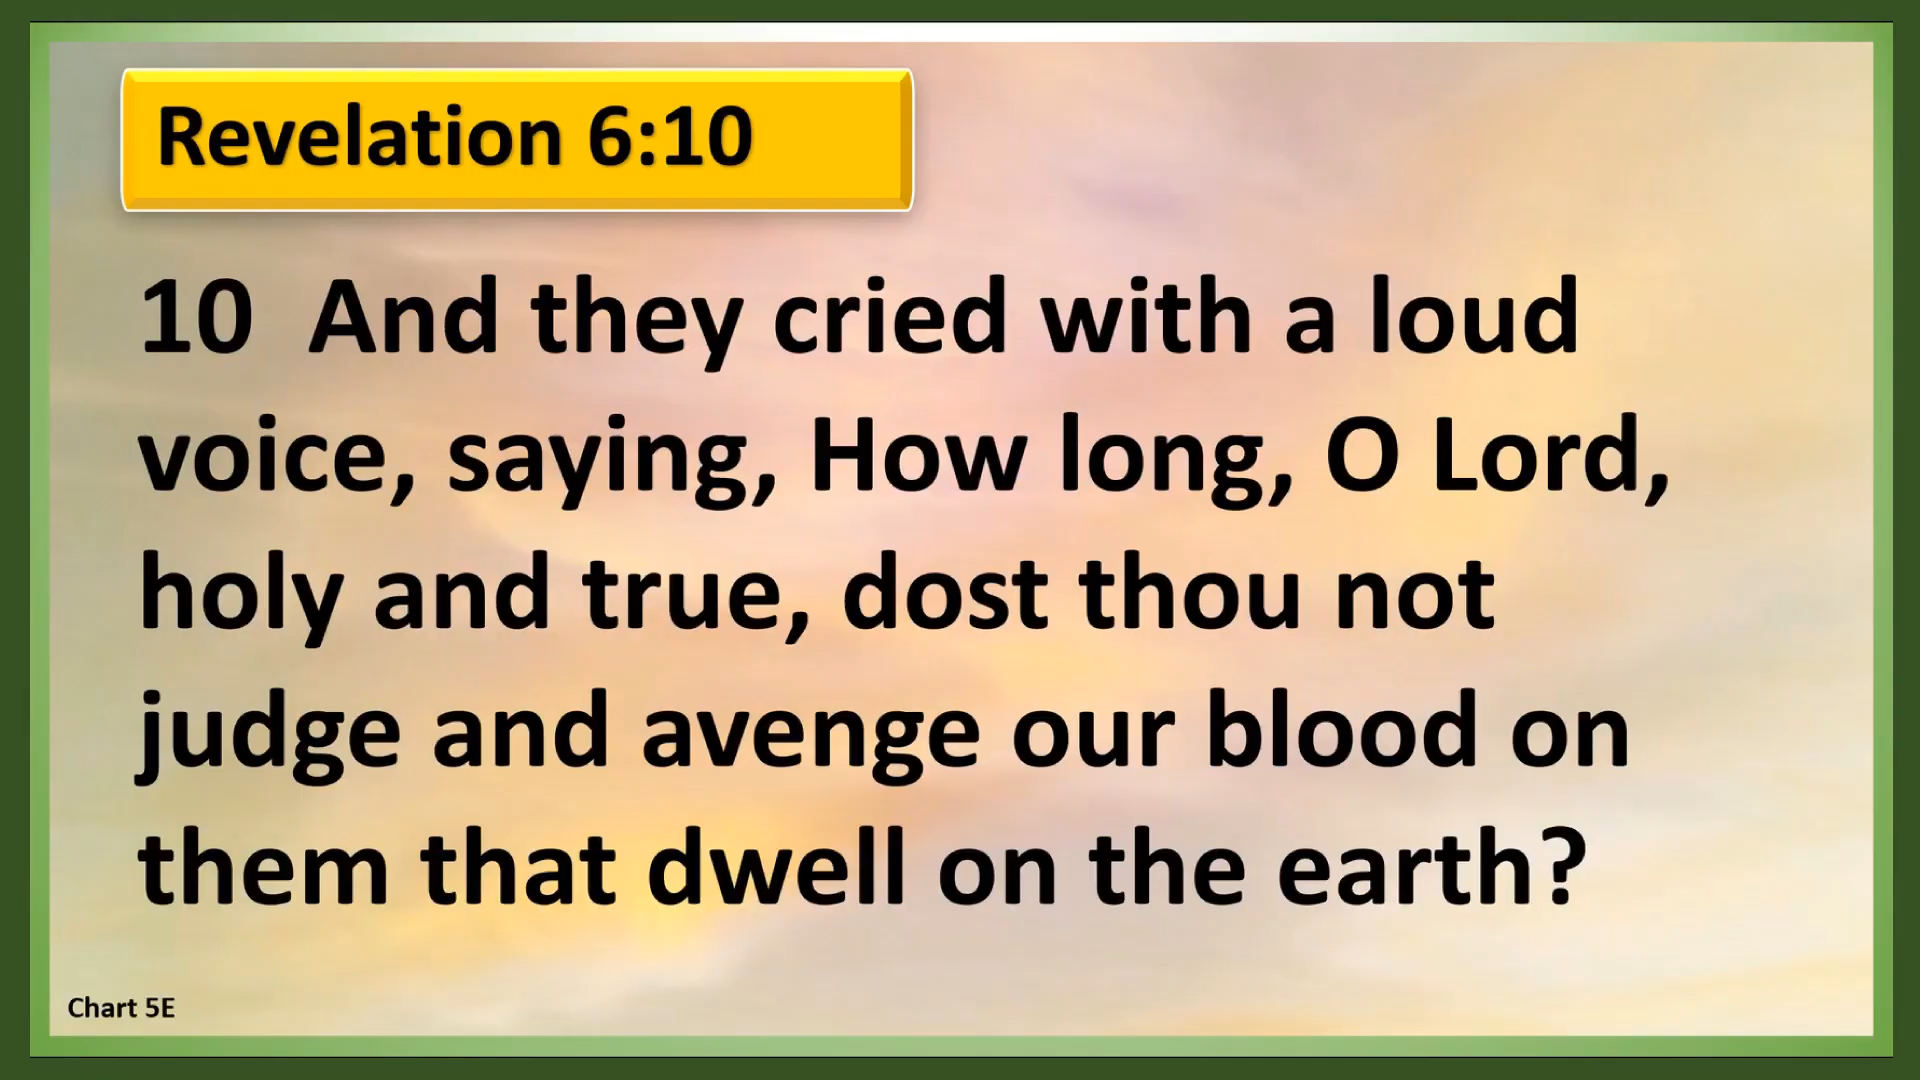 Revelation 6:10
10  And they cried with a loud
voice, saying, How long, O Lord,
holy and true, dost thou not
judge and avenge our blood on
them that dwell on the earth?
Chart 5E